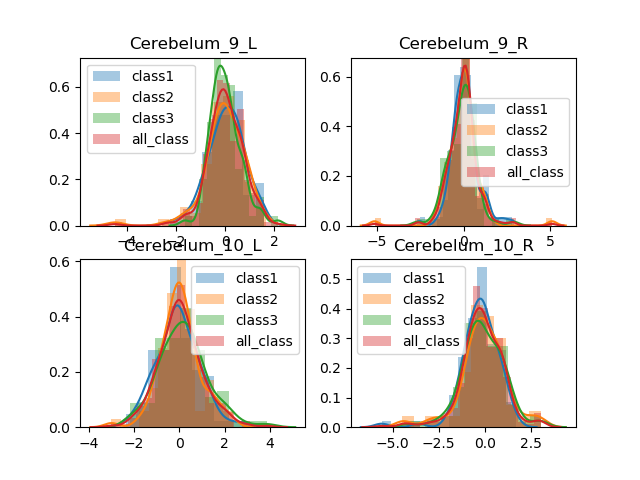 Cerebelum_9_L
0.6
0.4
0.2
0.0
class1
class2
class3
all_class
−4
−2
0
2
Cerebelum_9_R
0.6
0.4
0.2
0.0
class1
class2
class3
all_class
−5
0
5
Cerebelum_10_L
0.6
0.4
0.2
0.0
class1
class2
class3
all_class
−4
−2
0
2
4
Cerebelum_10_R
0.5
0.4
0.3
0.2
0.1
0.0
class1
class2
class3
all_class
−5.0
−2.5
0.0
2.5